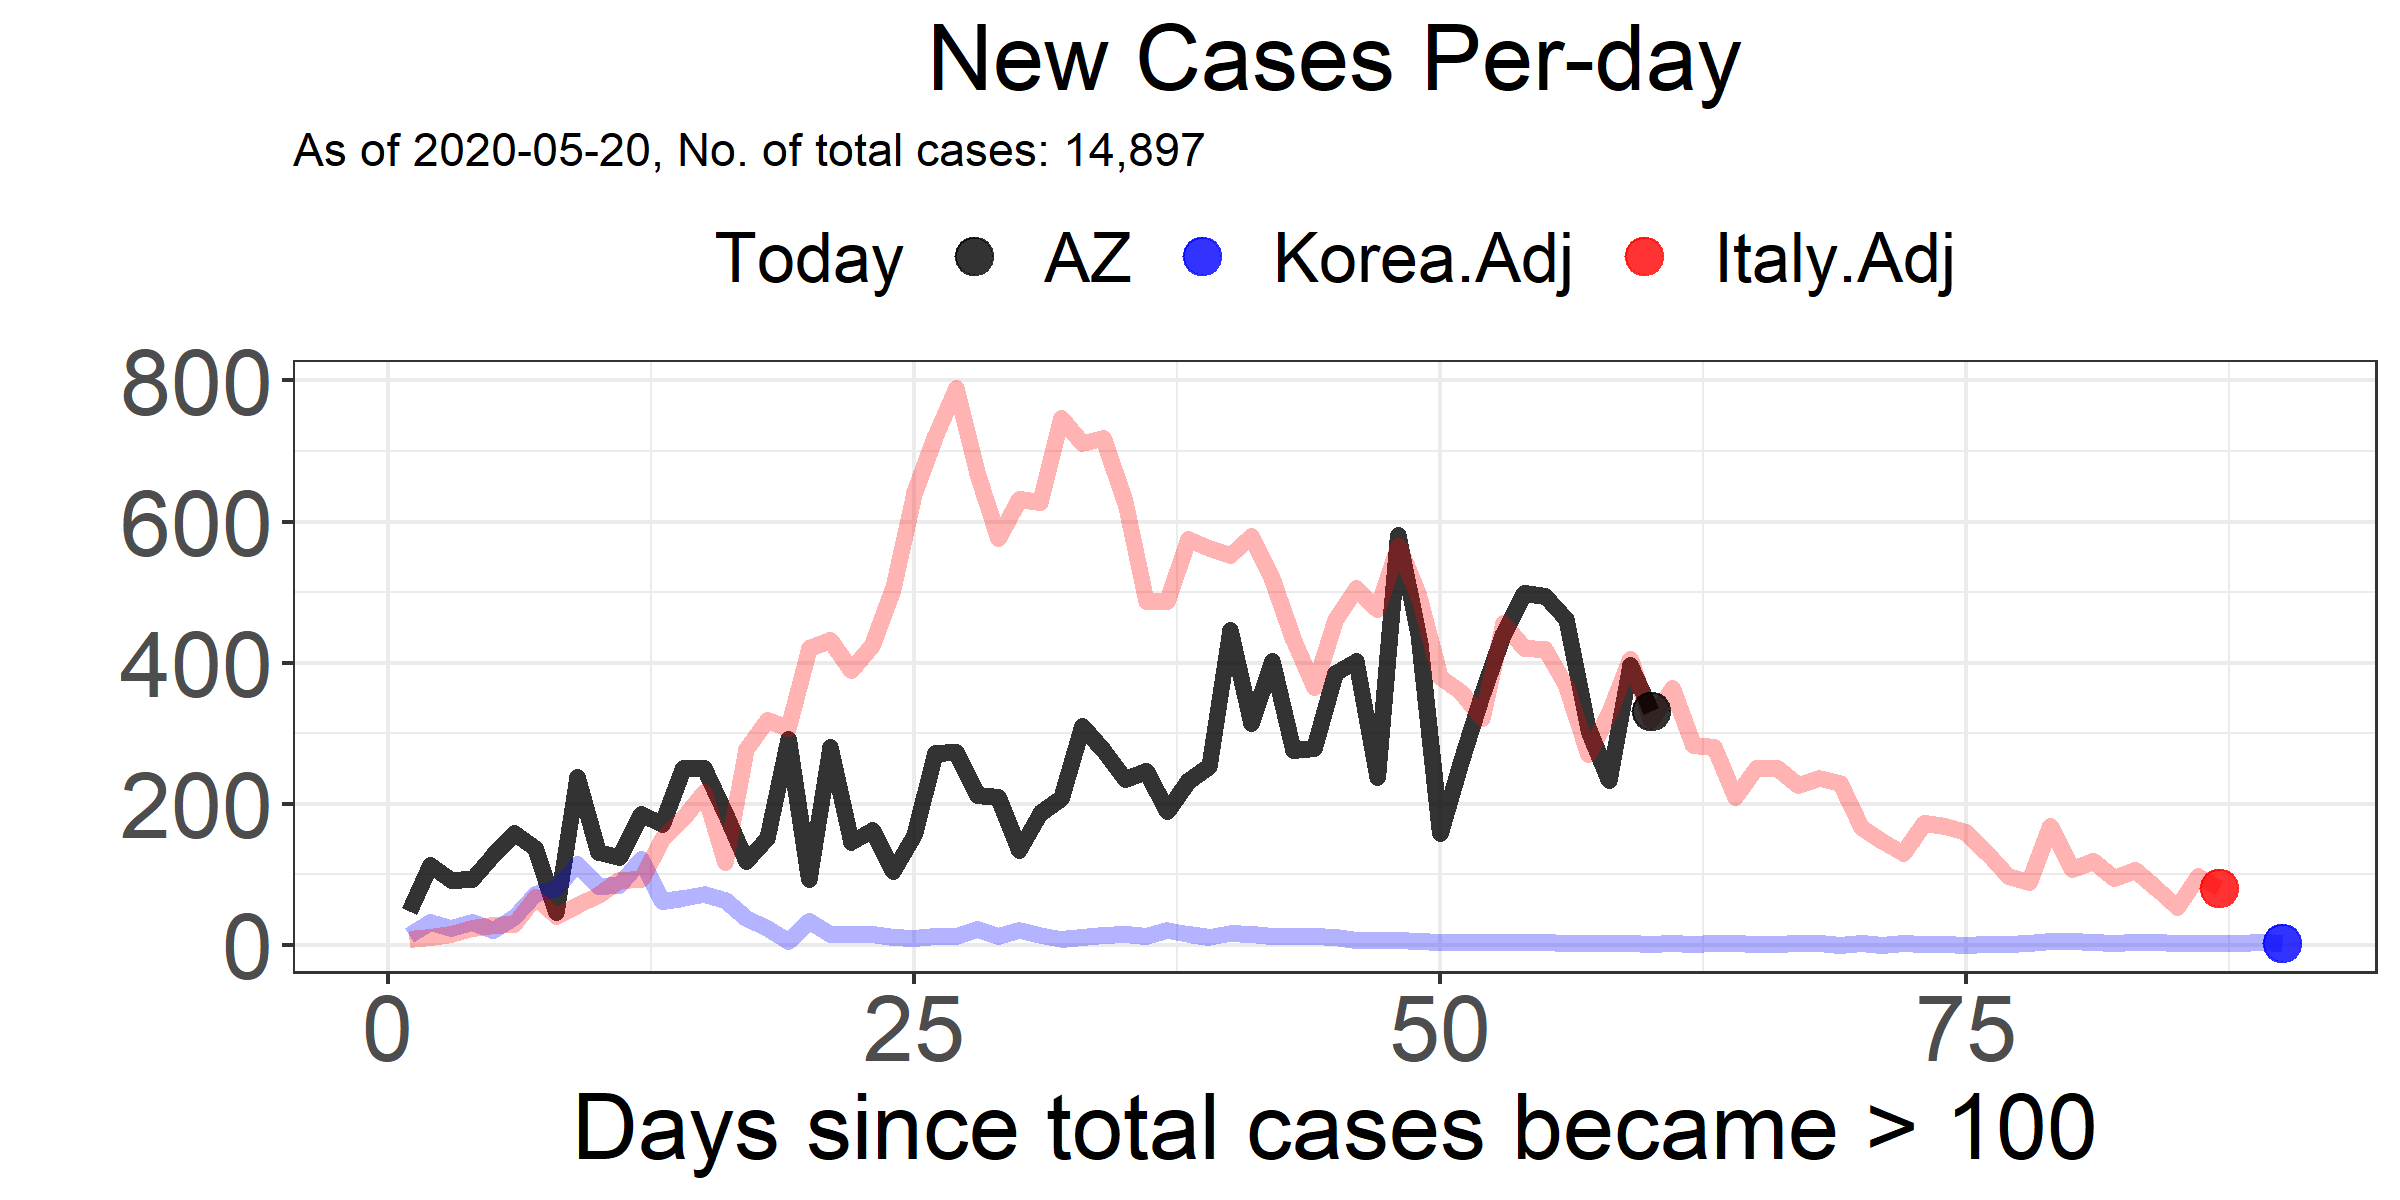 New Cases Per-day
As of 2020-05-20, No. of total cases: 14,897
Today AZ Korea.Adj Italy.Adj
800
600
400
200
0
0 25 50 75
Days since total cases became > 100